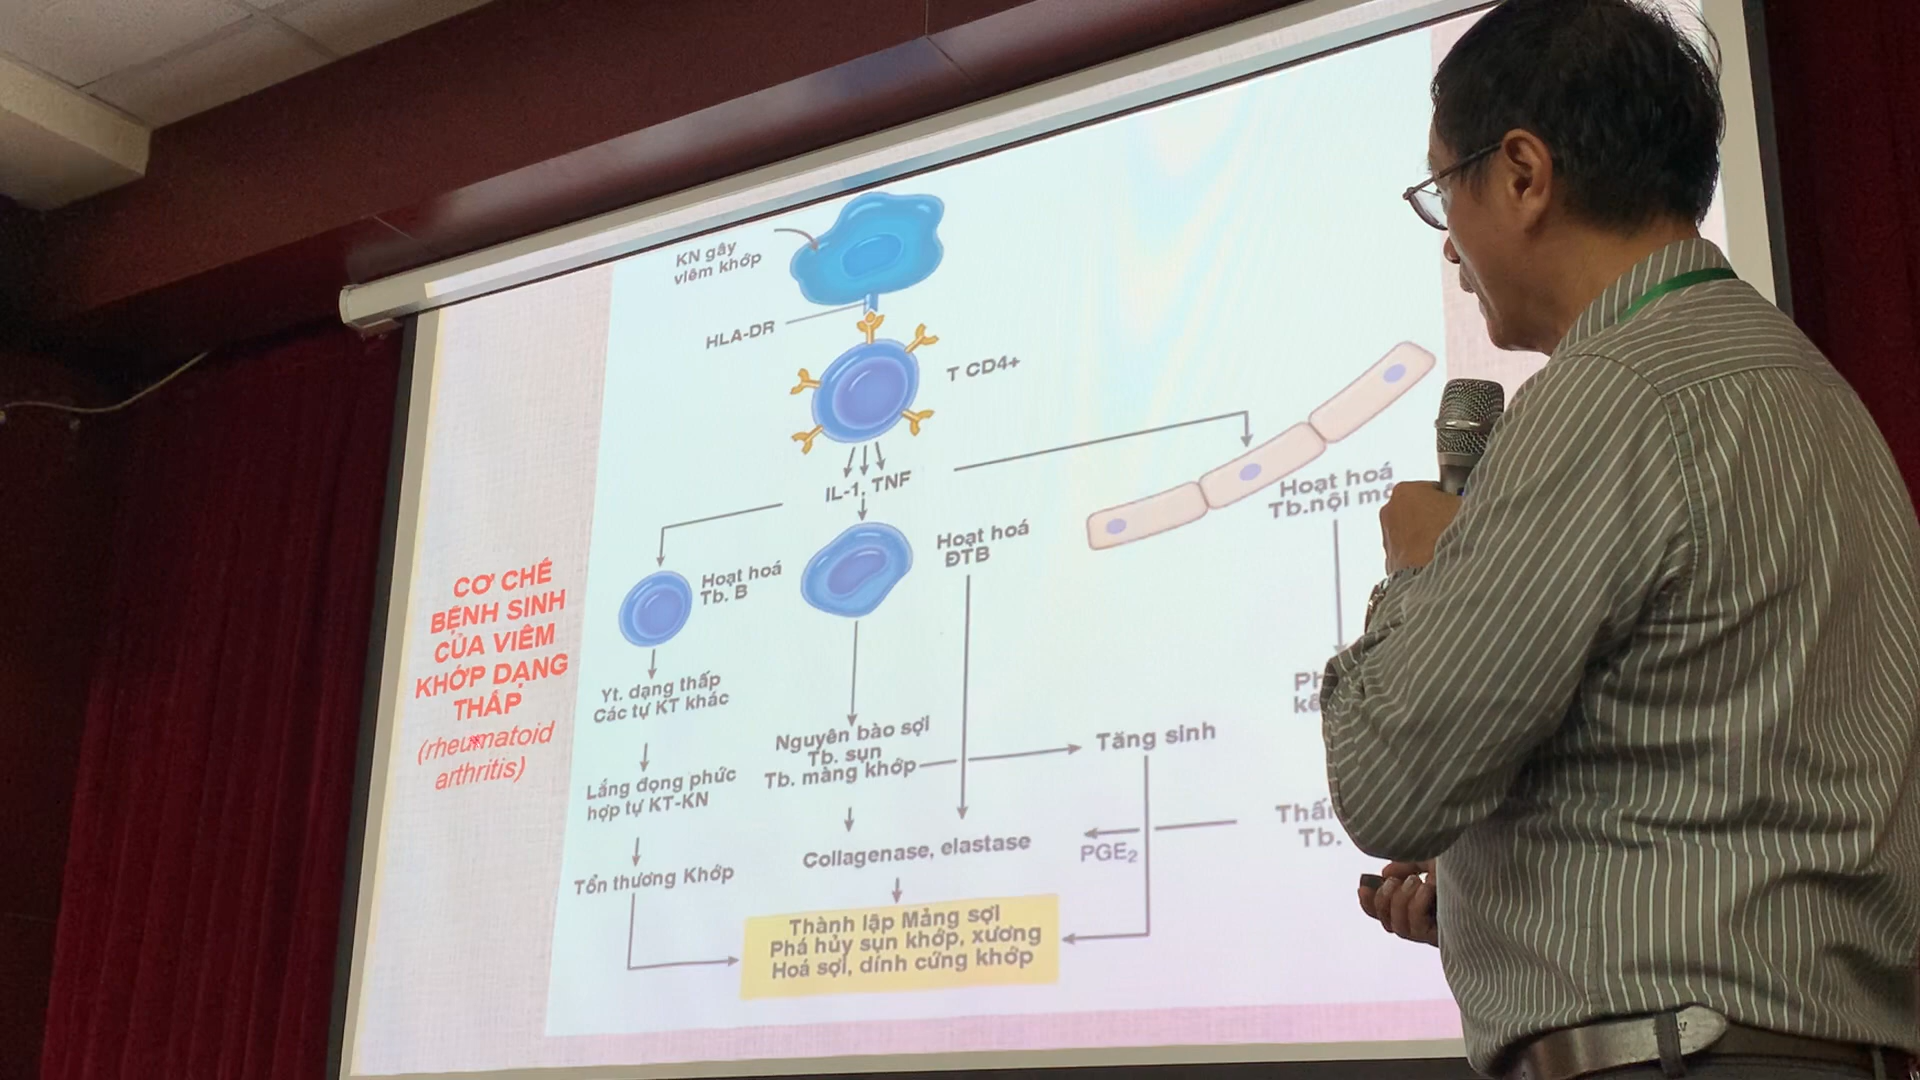 CƠ CHẾ
BỆNH SINH
CỦA VIÊM
KHỚP DẠNG
THẤP
(rheumatoid
arthritis)
KN gây
viêm khớp
HLA-DR
T CD4+
IL-1, TNF
Hoạt hoá
Tb. B
Hoạt hoá
ĐTB
Hoạt hoá
Tb.nội
Yt. dạng thấp
Các tự KT khác
Nguyên bào sợi
Tb. sụn
Tb. màng khớp
Tăng sinh
Lắng đọng phức
hợp tự KT-KN
Tổn thương Khớp
Collagenase, elastase
PGE₂
Tb.
Thành lập Mảng sợi
Phá hủy sụn khớp, xương
Hoá sợi, dính cứng khớp